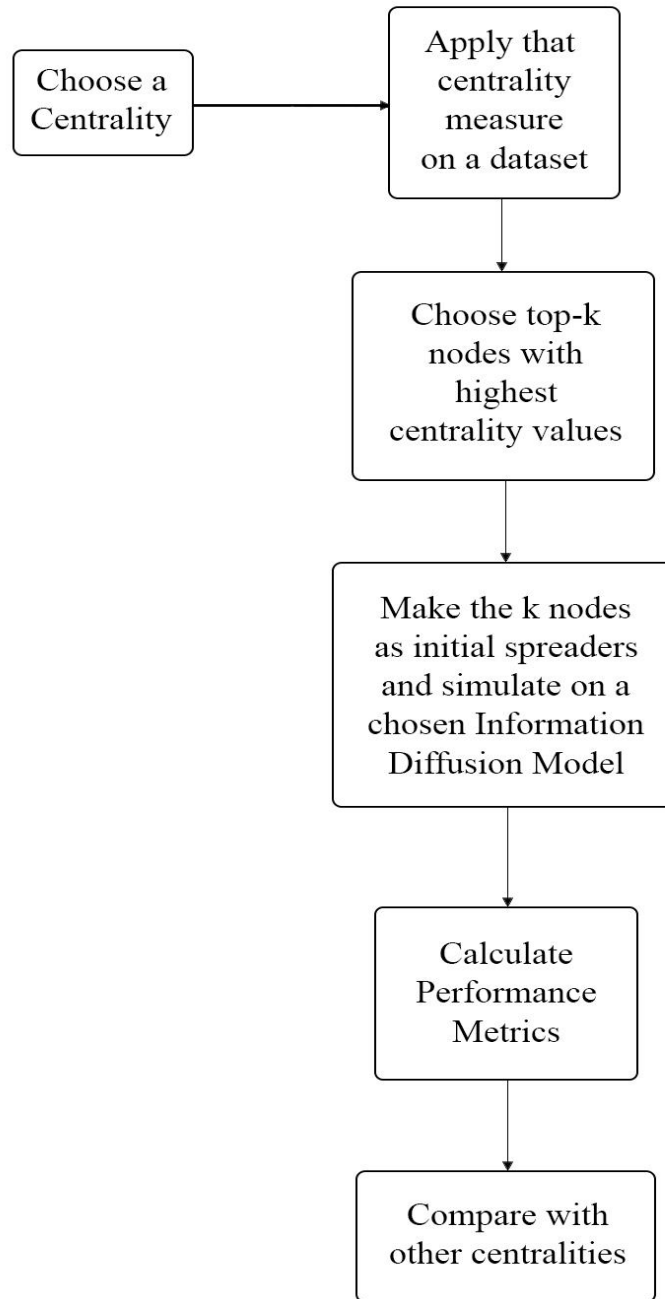 Choose a
Centrality
Apply that
centrality
measure
on a dataset
Choose top-k
nodes with
highest
centrality values
Make the k nodes
as initial spreaders
and simulate on a
chosen Information
Diffusion Model
Calculate
Performance
Metrics
Compare with
other centralities